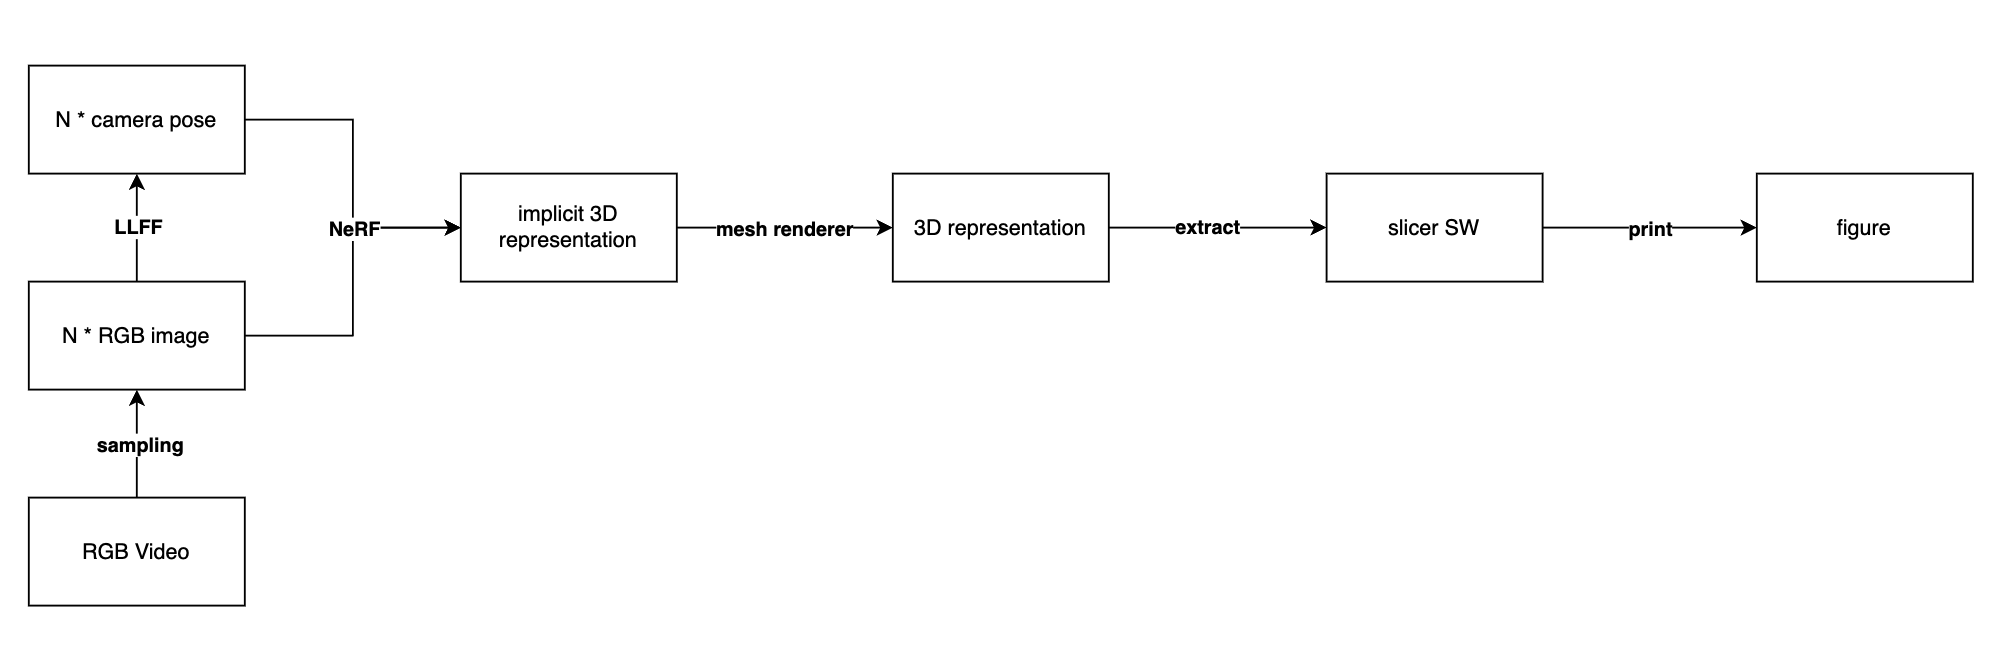 N * camera pose
LLFF
N * RGB image
sampling
RGB Video
NeRF
implicit 3D
representation
mesh renderer
3D representation
extract
slicer SW
print
figure